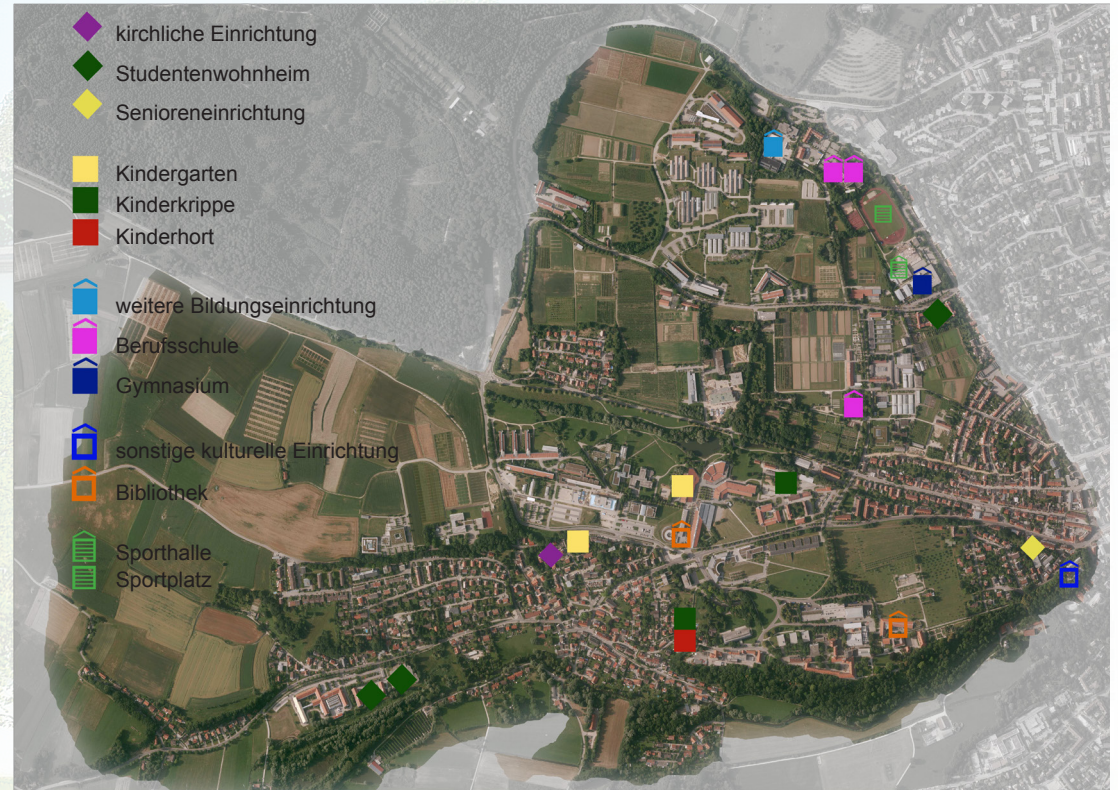 kirchliche Einrichtung
Studentenwohnheim
Senioreneinrichtung
Kindergarten
Kinderkrippe
Kinderhort
weitere Bildungseinrichtung
Berufsschule
Gymnasium
sonstige kulturelle Einrichtung
Bibliothek
Sporthalle
Sportplatz